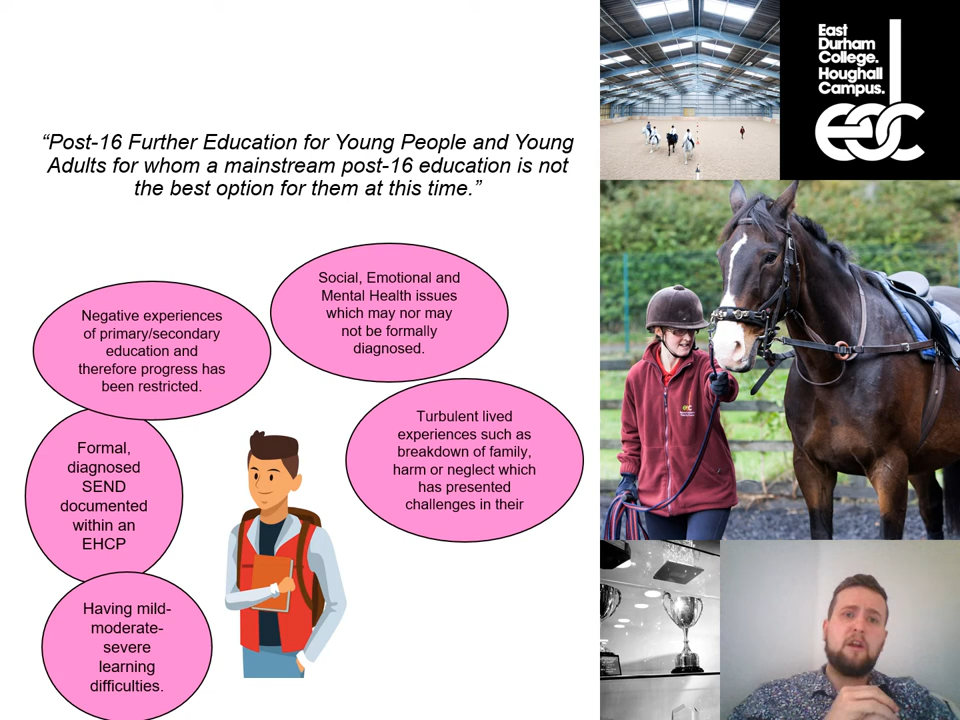 “Post-16 Further Education for Young People and Young
Adults for whom a mainstream post-16 education is not
the best option for them at this time.”
Social, Emotional and
Mental Health issues
which may nor may
not be formally
diagnosed.
Negative experiences
of primary/secondary
education and
therefore progress has
been restricted.
Turbulent lived
experiences such as
breakdown of family,
harm or neglect which
has presented
challenges in their
Formal,
diagnosed
SEND
documented
within an
EHCP
Having mild-
moderate-
severe
learning
difficulties.
East
Durham
College.
Houghall
Campus.
edc
edc